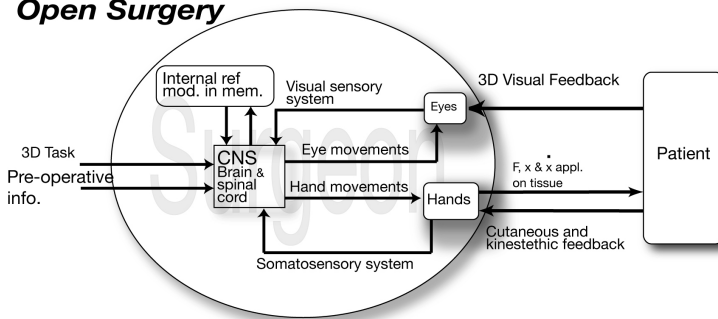 Open Surgery
Internal ref
mod. in mem.
Visual sensory
system
Eyes
3D Visual Feedback
Surgeon
3D Task
Pre-operative
info.
CNS
Brain &
spinal
cord
Eye movements
Hand movements
Hands
F, x & ẋ appl.
on tissue
Patient
Cutaneous and
kinestethic feedback
Somatosensory system